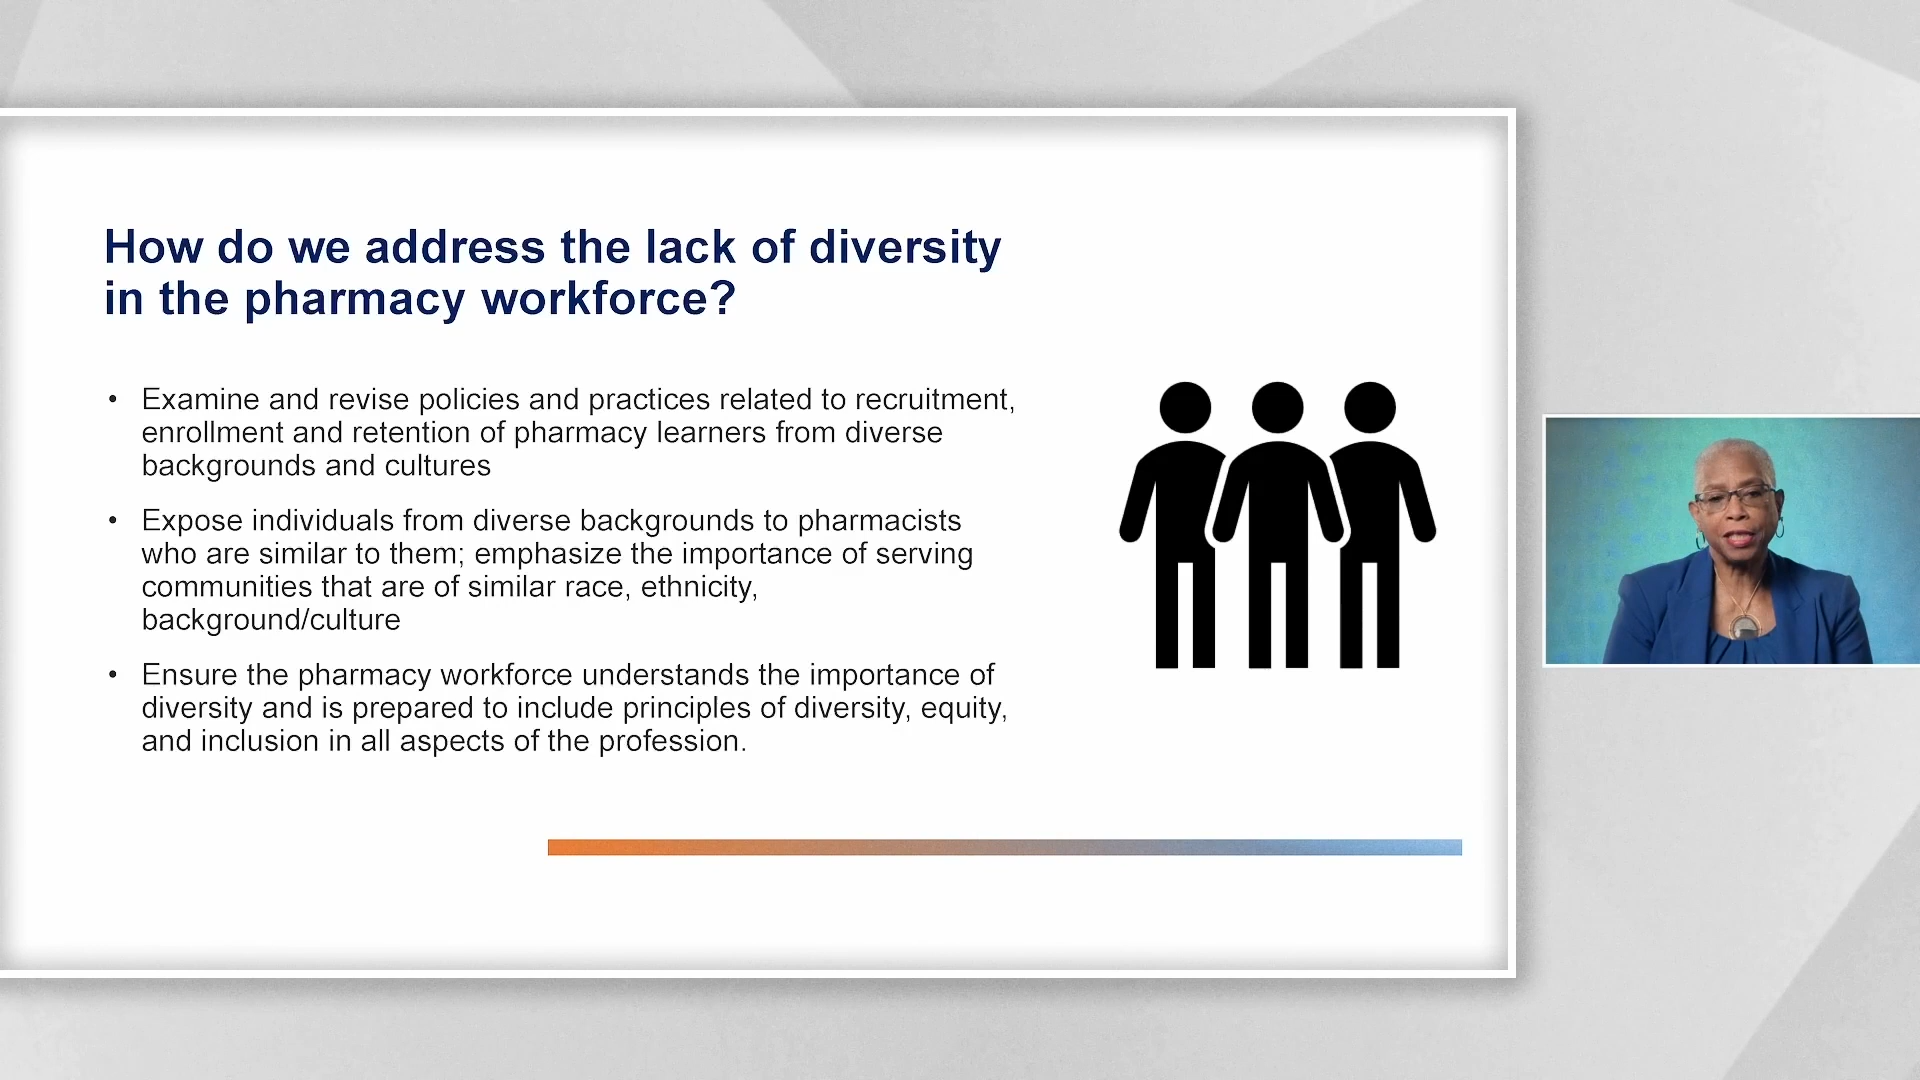 How do we address the lack of diversity
in the pharmacy workforce?
• Examine and revise policies and practices related to recruitment,
enrollment and retention of pharmacy learners from diverse
backgrounds and cultures
• Expose individuals from diverse backgrounds to pharmacists
who are similar to them; emphasize the importance of serving
communities that are of similar race, ethnicity,
background/culture
• Ensure the pharmacy workforce understands the importance of
diversity and is prepared to include principles of diversity, equity,
and inclusion in all aspects of the profession.